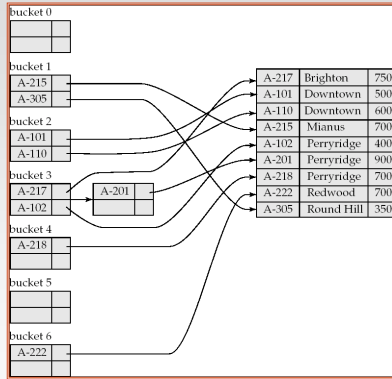 bucket 0
bucket 1
A-215
A-305
bucket 2
A-101
A-110
bucket 3
A-217
A-102
A-201
bucket 4
A-218
bucket 5
bucket 6
A-222
A-217 Brighton 750
A-101 Downtown 500
A-110 Downtown 600
A-215 Mianus 700
A-102 Perryridge 400
A-201 Perryridge 900
A-218 Perryridge 700
A-222 Redwood 700
A-305 Round Hill 350